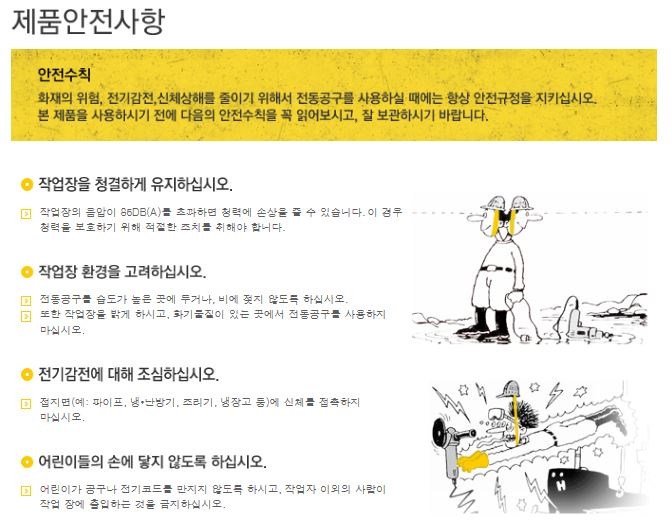 제품안전사항
안전수칙
화재의 위험, 전기감전,신체상해를 줄이기 위해서 전동공구를 사용하실 때에는 항상 안전규정을 지키십시오.
본 제품을 사용하시기 전에 다음의 안전수칙을 꼭 읽어보시고, 잘 보관하시기 바랍니다.
작업장을 청결하게 유지하십시오.
작업장의 음압이 85DB(A)를 초과하면 청력에 손상을 줄 수 있습니다. 이 경우
청력을 보호하기 위해 적절한 조치를 취해야 합니다.
작업장 환경을 고려하십시오.
전동공구를 습도가 높은 곳에 두거나, 비에 젖지 않도록 하십시오.
또한 작업장을 밝게 하시고, 화기물질이 있는 곳에서 전동공구를 사용하지
마십시오.
전기감전에 대해 조심하십시오.
접지면(예: 파이프, 냉•난방기, 조리기, 냉장고 등)에 신체를 접촉하지
마십시오.
어린이들의 손에 닿지 않도록 하십시오.
어린이가 공구나 전기코드를 만지지 않도록 하시고, 작업자 이외의 사람이
작업 장에 출입하는 것을 금지하십시오.
H